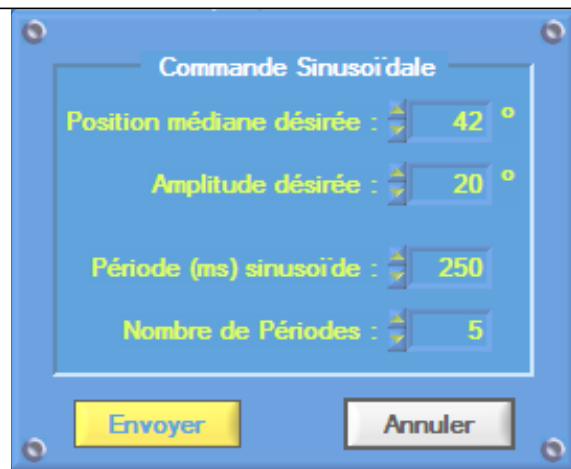 Commande Sinusoïdale
Position médiane désirée : 42 °
Amplitude désirée : 20 °
Période (ms) sinusoïde : 250
Nombre de Périodes : 5
Envoyer Annuler